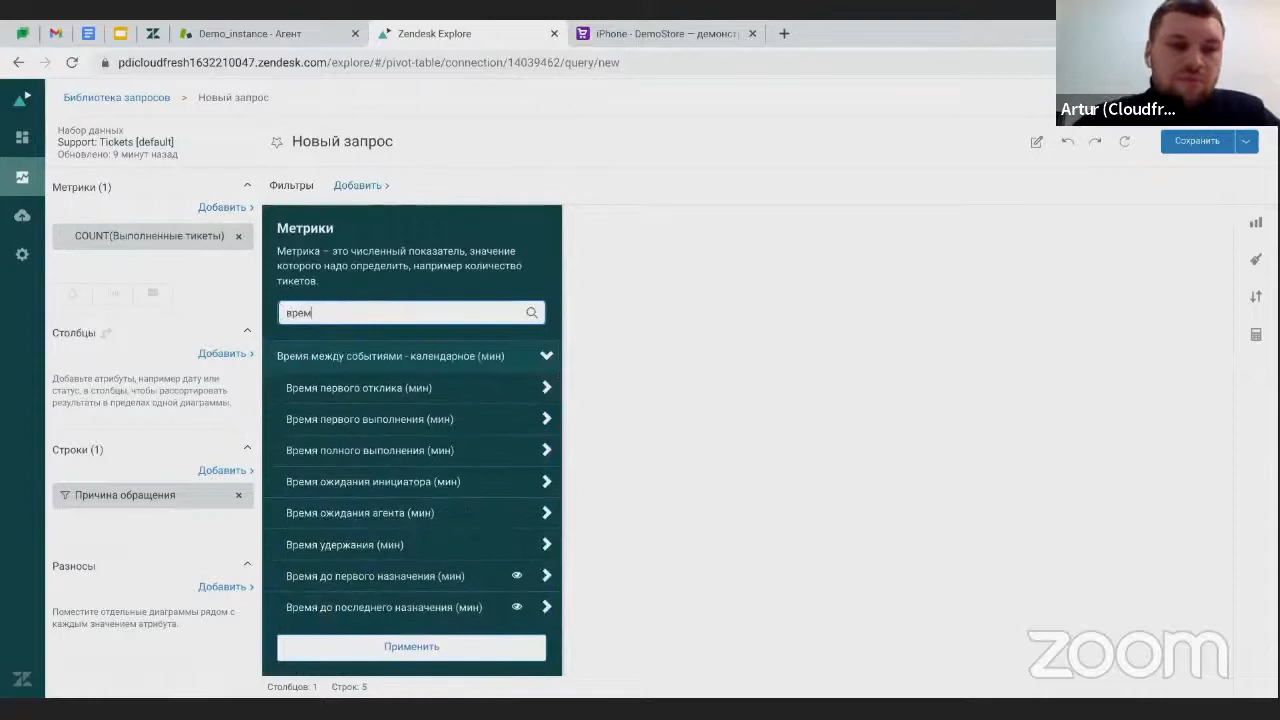 Demo_instance - Агент
Zendesk Explore
iPhone - DemoStore — демонст
pdicloudfresh1632210047.zendesk.com/explore/#/pivot-table/connection/14039462/query/new
Artur (Cloudfr...
Библиотека запросов > Новый запрос
Набор данных
Support: Tickets [default]
Обновлено: 9 минут назад
Новый запрос
Сохранить
Метрики (1)
Добавить >
COUNT(Выполненные тикеты) ×
Столбцы
Добавить >
Добавьте атрибуты, например дату или
статус, в столбцы, чтобы рассортировать
результаты в пределах одной диаграммы.
Строки (1)
Добавить >
Причина обращения ×
Разносы
Добавить >
Поместите отдельные диаграммы рядом с
каждым значением атрибута.
Фильтры Добавить >
Метрики
Метрика – это численный показатель, значение
которого надо определить, например количество
тикетов.
врем
Время между событиями - календарное (мин)
Время первого отклика (мин)
Время первого выполнения (мин)
Время полного выполнения (мин)
Время ожидания инициатора (мин)
Время ожидания агента (мин)
Время удержания (мин)
Время до первого назначения (мин)
Время до последнего назначения (мин)
Применить
Столбцов: 1 Строк: 5
zoom